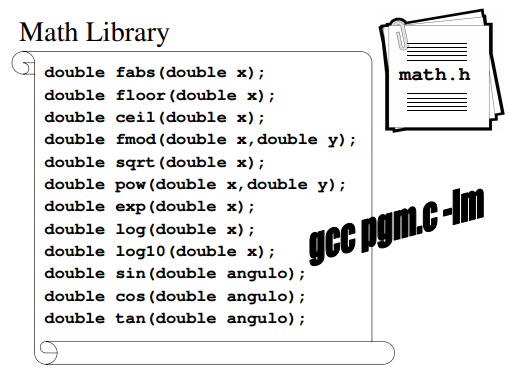 Math Library
double fabs(double x);
double floor(double x);
double ceil(double x);
double fmod(double x,double y);
double sqrt(double x);
double pow(double x,double y);
double exp(double x);
double log(double x);
double log10(double x);
double sin(double angulo);
double cos(double angulo);
double tan(double angulo);
math.h
gcc pgm.c -lm